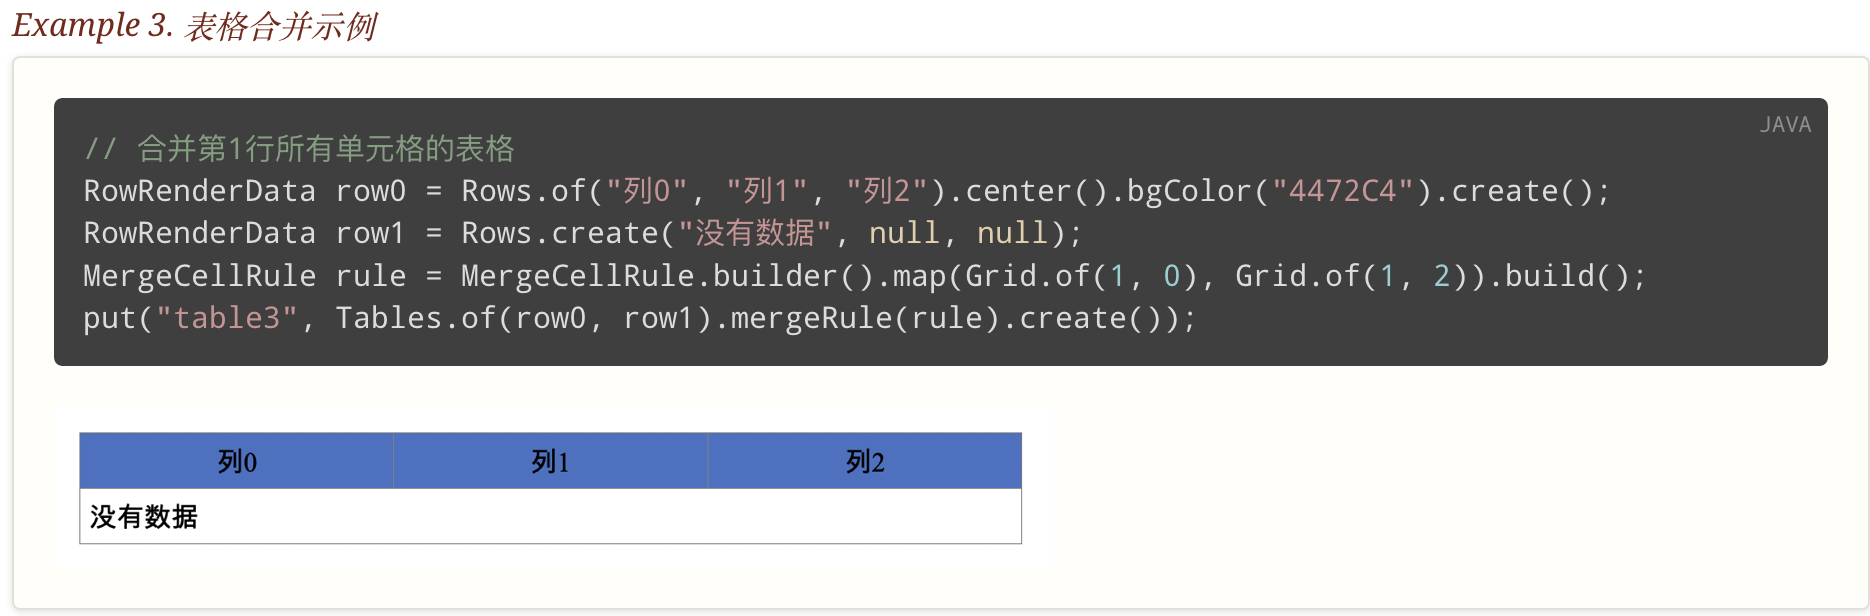 Example 3. 表格合并示例
JAVA
// 合并第1行所有单元格的表格
RowRenderData row0 = Rows.of("列0", "列1", "列2").center().bgColor("4472C4").create();
RowRenderData row1 = Rows.create("没有数据", null, null);
MergeCellRule rule = MergeCellRule.builder().map(Grid.of(1, 0), Grid.of(1, 2)).build();
put("table3", Tables.of(row0, row1).mergeRule(rule).create());
列0 列1 列2
没有数据